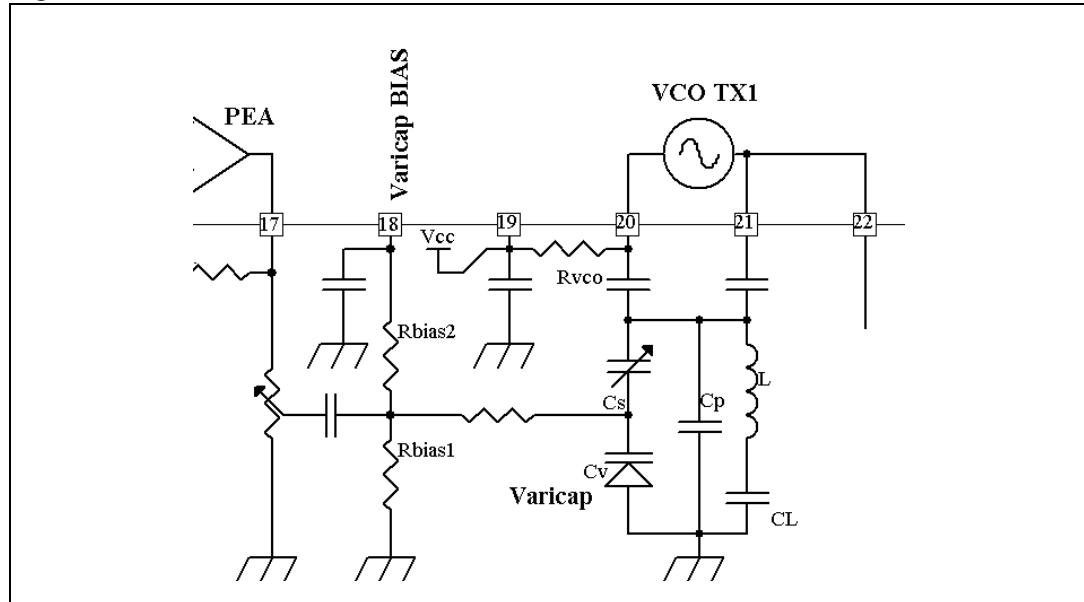 PEA
Varicap BIAS
VCO TX1
17
18
19
20
21
22
Vcc
Rvco
Rbias2
Cs
Cp
L
Rbias1
Cv
Varicap
CL